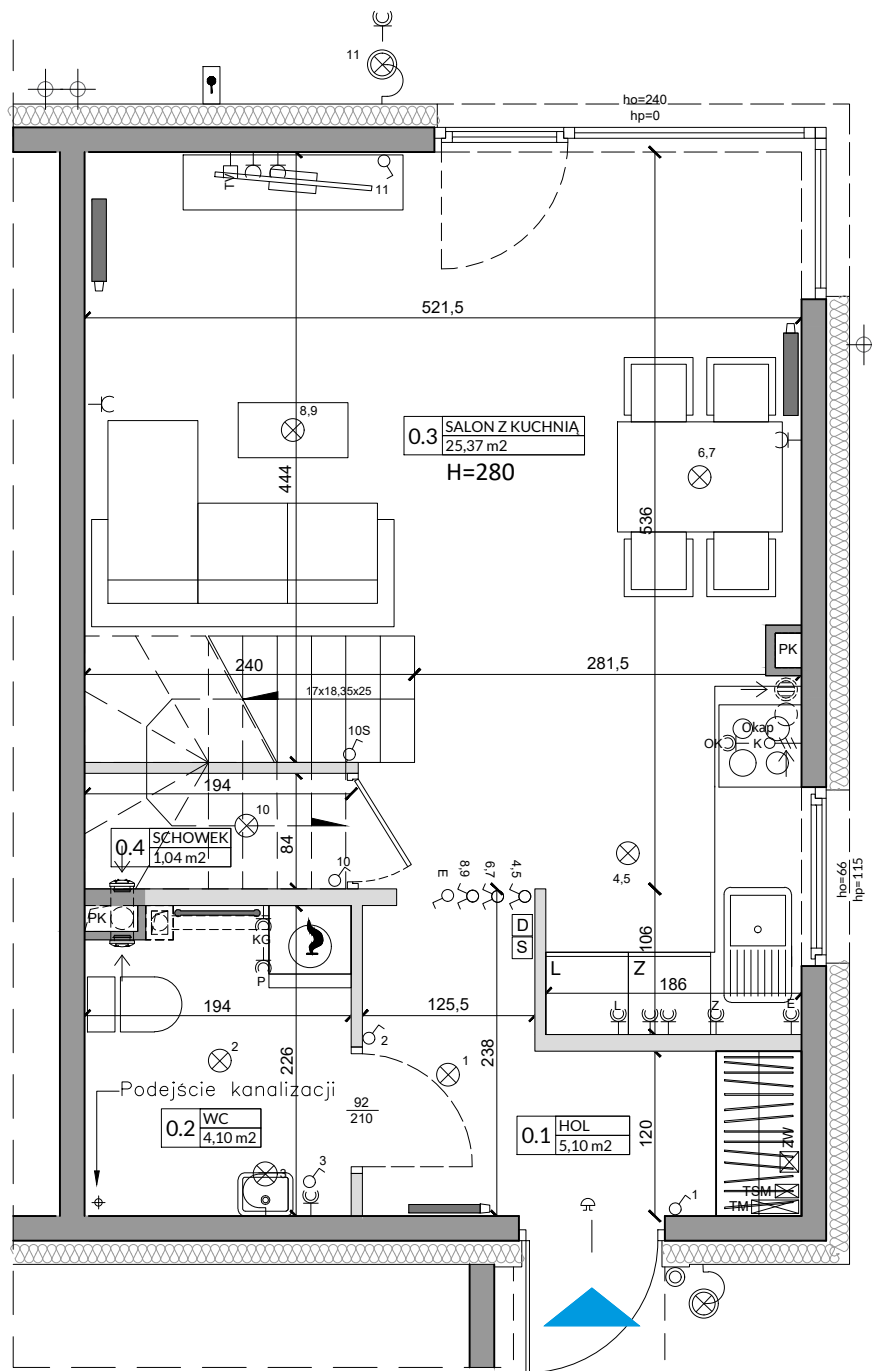 11
ho=240
hp=0
TV
11
521,5
8,9
0.3 SALON Z KUCHNIĄ
25,37 m2
H=280
6,7
444
536
PK
240
281,5
17x18,35x25
10S
Okap
OK
K
194
10
0.4 SCHOWEK
1,04 m2
84
10
4,5
ho=66
hp=115
E
8,9
6,7
4,5
D
S
PK
KG
P
106
L
Z
186
L
Z
E
194
125,5
2
2
1
226
238
Podejście kanalizacji
92
210
0.2 WC
4,10 m2
0.1 HOL
5,10 m2
120
ZW
3
3
TSM
TM
1